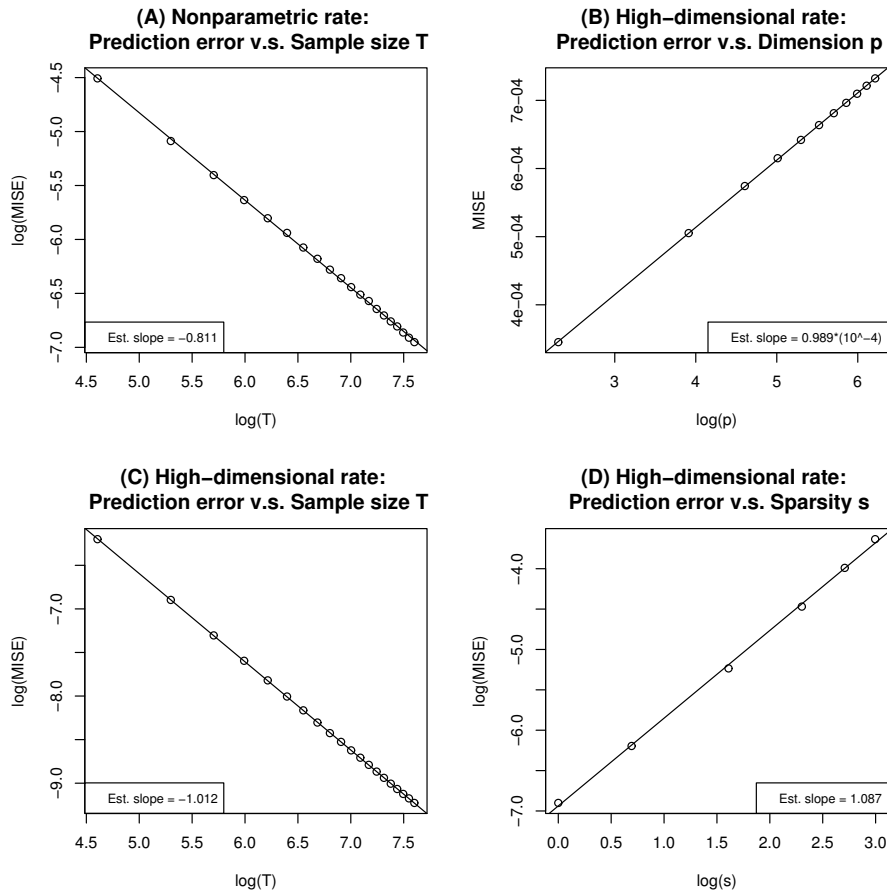 (A) Nonparametric rate:
Prediction error v.s. Sample size T
log(MISE)
-4.5
-5.0
-5.5
-6.0
-6.5
-7.0
Est. slope = -0.811
4.5 5.0 5.5 6.0 6.5 7.0 7.5
log(T)
(B) High-dimensional rate:
Prediction error v.s. Dimension p
MISE
7e-04
6e-04
5e-04
4e-04
Est. slope = 0.989*(10^-4)
3 4 5 6
log(p)
(C) High-dimensional rate:
Prediction error v.s. Sample size T
log(MISE)
-7.0
-8.0
-9.0
Est. slope = -1.012
4.5 5.0 5.5 6.0 6.5 7.0 7.5
log(T)
(D) High-dimensional rate:
Prediction error v.s. Sparsity s
log(MISE)
-4.0
-5.0
-6.0
-7.0
Est. slope = 1.087
0.0 0.5 1.0 1.5 2.0 2.5 3.0
log(s)